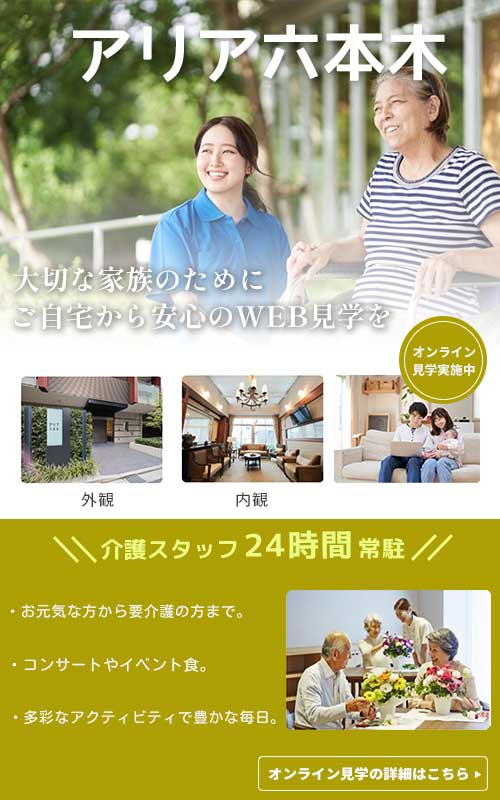 アリア六本木
大切な家族のために
ご自宅から安心のWEB見学を
オンライン
見学実施中
外観
内観
介護スタッフ24時間常駐
・お元気な方から要介護の方まで。
・コンサートやイベント食。
・多彩なアクティビティで豊かな毎日。
オンライン見学の詳細はこちら